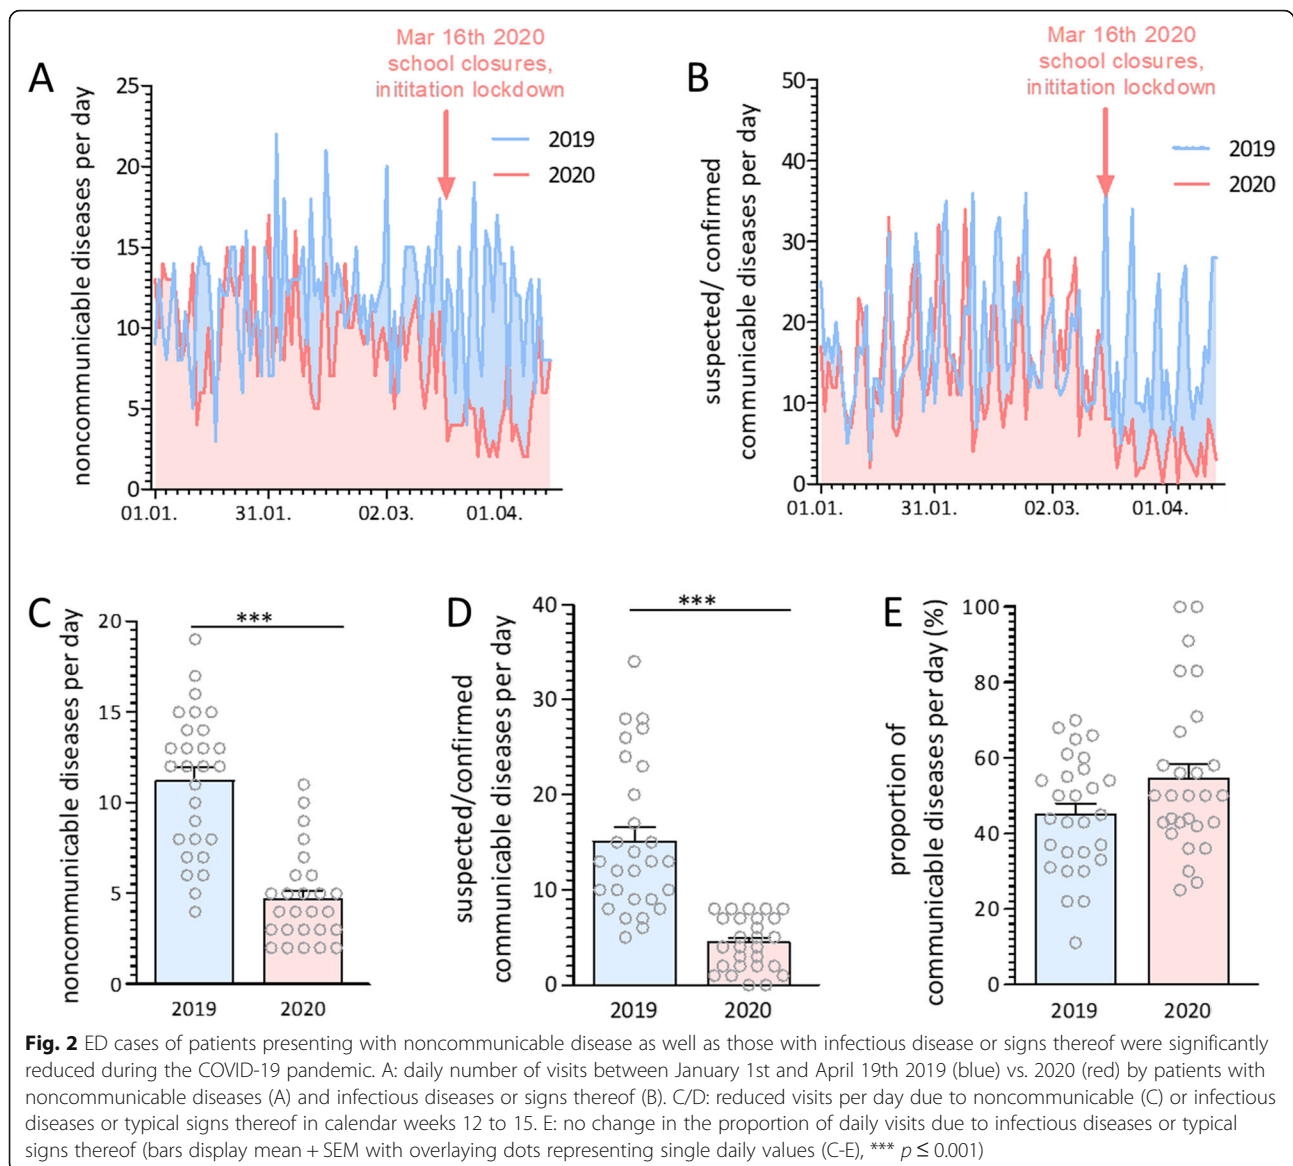 Mar 16th 2020
school closures,
inititation lockdown
A
noncommunicable diseases per day
25
20
15
10
5
0
2019
2020
01.01.
31.01.
02.03.
01.04.
Mar 16th 2020
school closures,
inititation lockdown
B
suspected/ confirmed
communicable diseases per day
50
40
30
20
10
0
2019
2020
01.01.
31.01.
02.03.
01.04.
C
noncommunicable diseases per day
20
15
10
5
0
***
2019
2020
D
suspected/confirmed
communicable diseases per day
40
30
20
10
0
***
2019
2020
E
proportion of
communicable diseases per day (%)
100
80
60
40
20
0
2019
2020
Fig. 2 ED cases of patients presenting with noncommunicable disease as well as those with infectious disease or signs thereof were significantly
reduced during the COVID-19 pandemic. A: daily number of visits between January 1st and April 19th 2019 (blue) vs. 2020 (red) by patients with
noncommunicable diseases (A) and infectious diseases or signs thereof (B). C/D: reduced visits per day due to noncommunicable (C) or infectious
diseases or typical signs thereof in calendar weeks 12 to 15. E: no change in the proportion of daily visits due to infectious diseases or typical
signs thereof (bars display mean + SEM with overlaying dots representing single daily values (C-E), *** p ≤ 0.001)